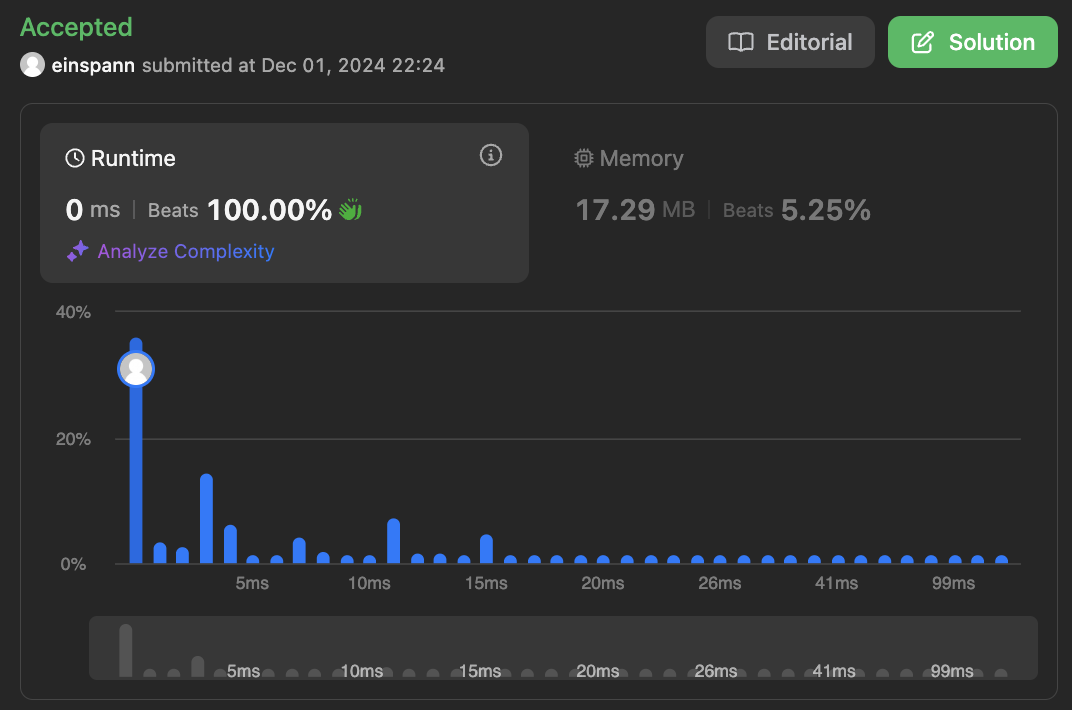 Accepted
Editorial
Solution
einspann submitted at Dec 01, 2024 22:24
Runtime
Memory
0 ms | Beats 100.00%
17.29 MB | Beats 5.25%
Analyze Complexity
40%
20%
0%
5ms 10ms 15ms 20ms 26ms 41ms 99ms
5ms 10ms 15ms 20ms 26ms 41ms 99ms